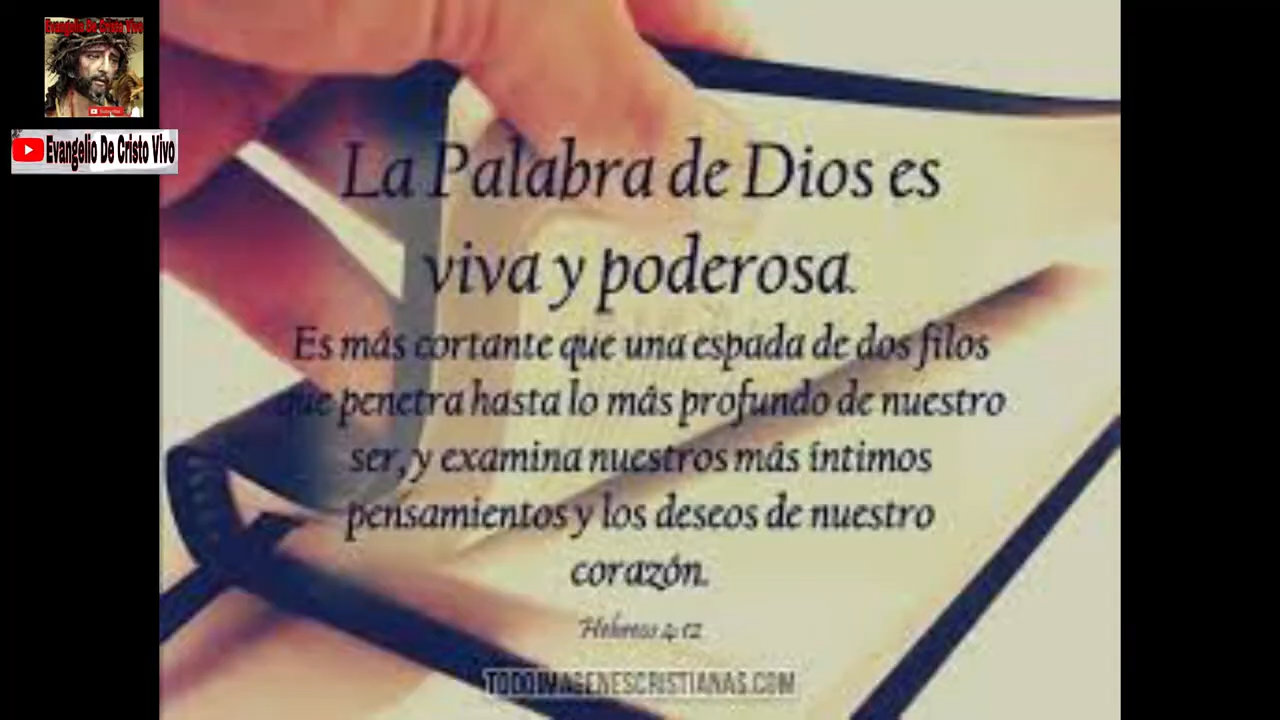 Evangelio De Cristo Vivo
Evangelio De Cristo Vivo
La Palabra de Dios es
viva y poderosa.
Es más cortante que una espada de dos filos
que penetra hasta lo más profundo de nuestro
ser, y examina nuestros más íntimos
pensamientos y los deseos de nuestro
corazón.
Hebreos 4:12
TODOIMAGENESCRISTIANAS.COM